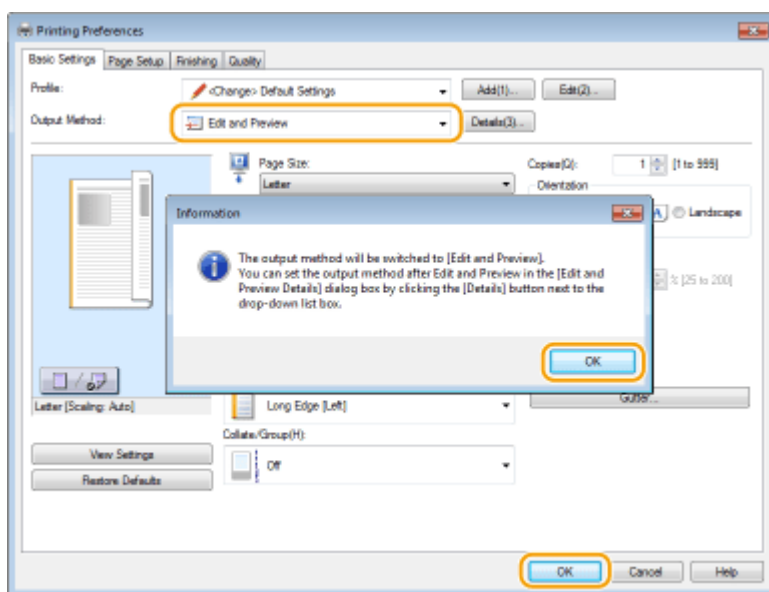 Printing Preferences
Basic Settings Page Setup Finishing Quality
Profile: <Change> Default Settings Add(1)... Edit(2)...
Output Method: Edit and Preview Details(3)...
Page Size: Copies(Q): 1 [1 to 999]
Letter Orientation
Information A Landscape
The output method will be switched to [Edit and Preview].
You can set the output method after Edit and Preview in the [Edit and
Preview Details] dialog box by clicking the [Details] button next to the
drop-down list box.
% [25 to 200]
OK
Letter [Scaling: Auto] Long Edge [Left] Gutter...
Collate/Group(H):
View Settings Off
Restore Defaults
OK Cancel Help